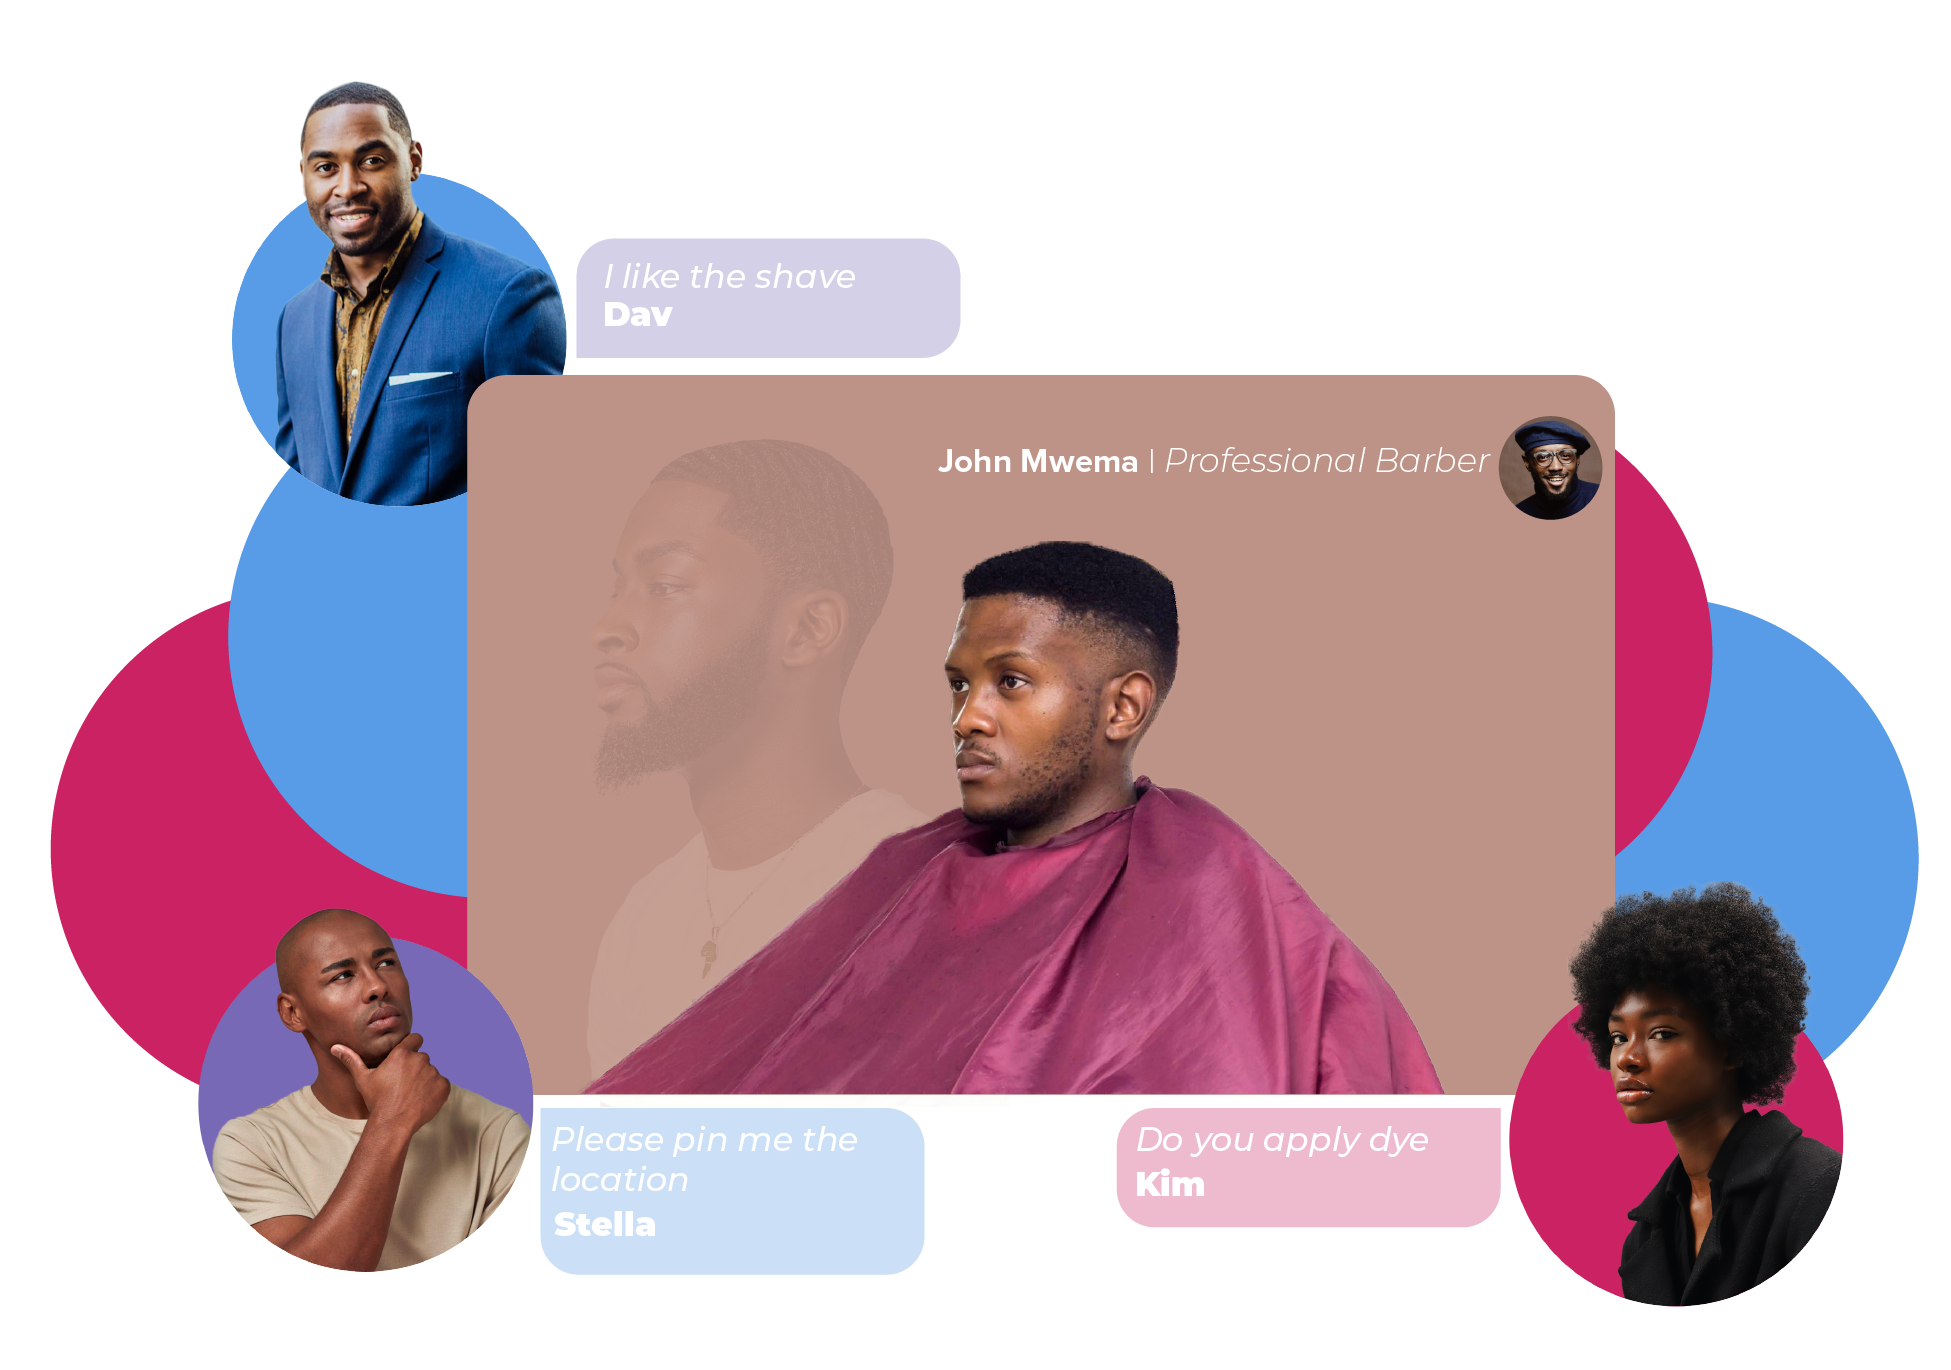 I like the shave
Dav
John Mwema | Professional Barber
Please pin me the
location
Stella
Do you apply dye
Kim